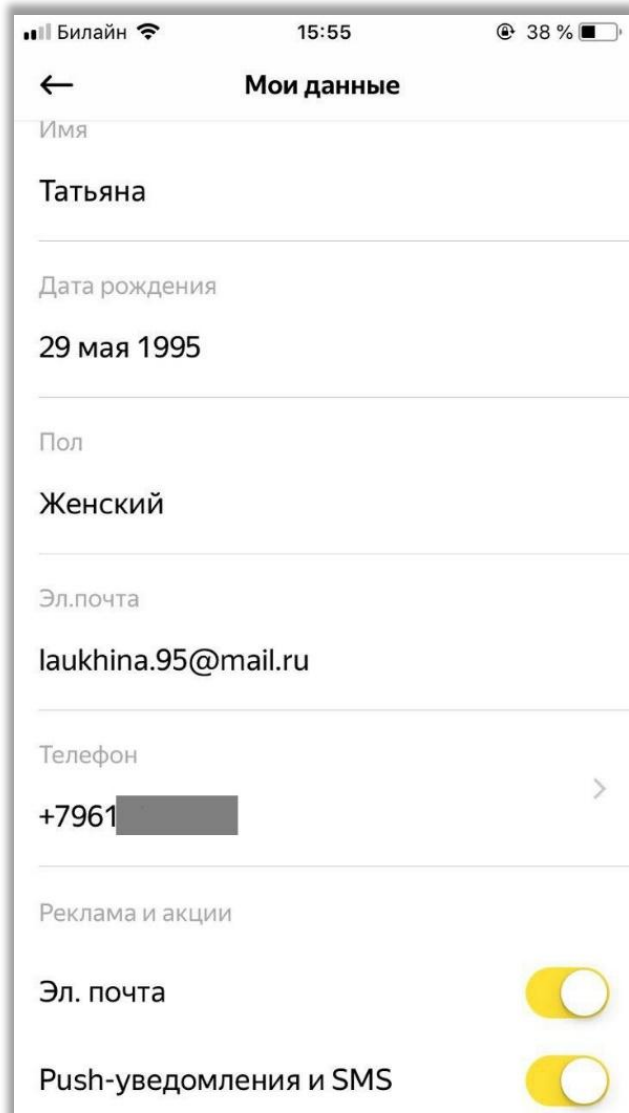 Билайн 15:55 38 %
Мои данные
Имя
Татьяна
Дата рождения
29 мая 1995
Пол
Женский
Эл.почта
laukhina.95@mail.ru
Телефон
+7961
Реклама и акции
Эл. почта
Push-уведомления и SMS